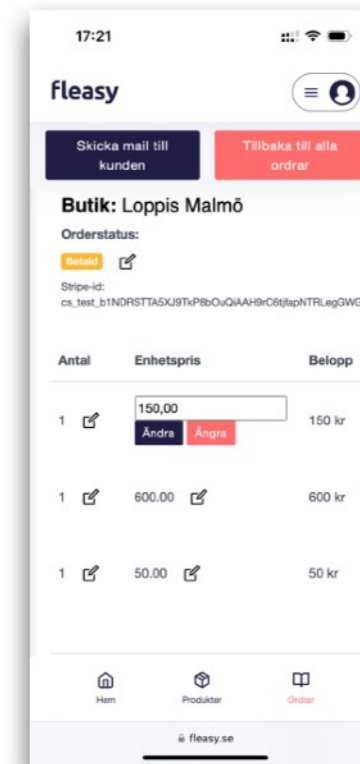 17:21
fleasy
Skicka mail till
kunden
Tillbaka till alla
ordrar
Butik: Loppis Malmö
Orderstatus:
Betald
Stripe-id:
cs_test_b1NDRSTTA5XJ9TkP8bOuQiAAH9rC6tjfapNTRLegGWG
Antal Enhetspris Belopp
1 150,00 150 kr
Ändra Ångra
1 600.00 600 kr
1 50.00 50 kr
Hem Produkter Ordrar
fleasy.se